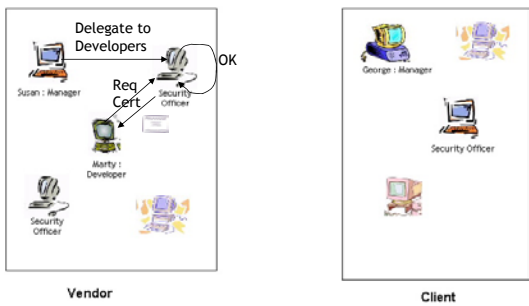 Delegate to
Developers
OK
Susan : Manager
Req
Cert
Security
Officer
Marty :
Developer
Security
Officer
Vendor
George : Manager
Security Officer
Client